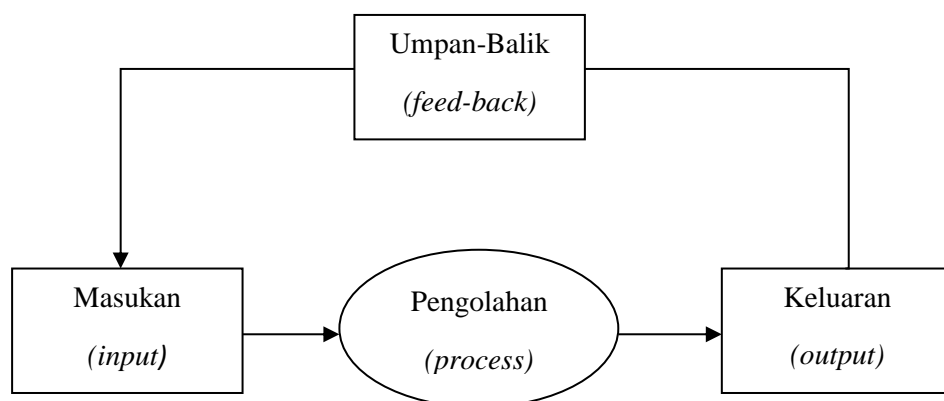 Umpan-Balik
(feed-back)
Masukan
(input)
Pengolahan
(process)
Keluaran
(output)